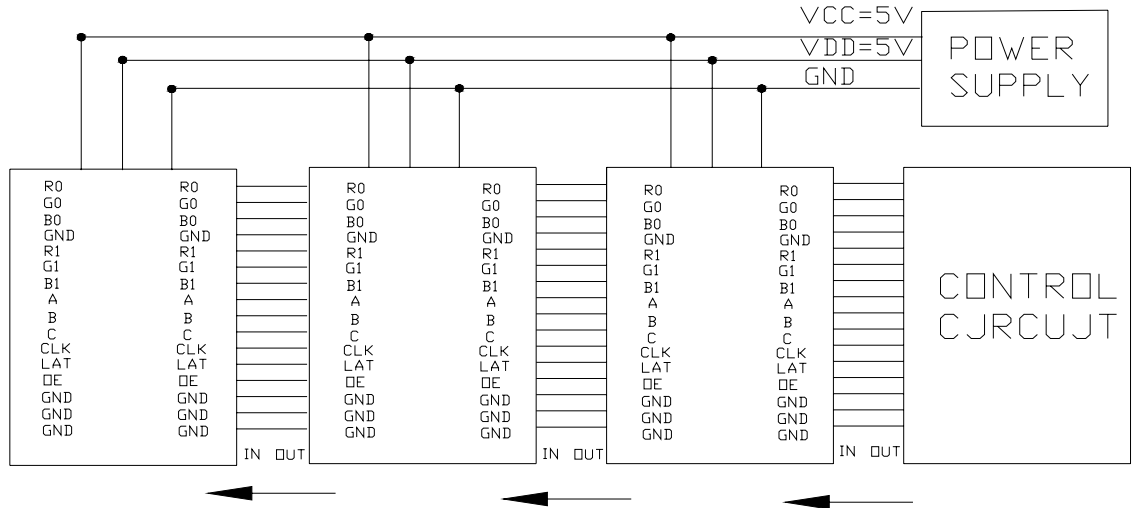 VCC=5V
VDD=5V
GND
POWER
SUPPLY
R0 R0 R0 R0 R0 R0
G0 G0 G0 G0 G0 G0
B0 B0 B0 B0 B0 B0
GND GND GND GND GND GND
R1 R1 R1 R1 R1 R1
G1 G1 G1 G1 G1 G1
B1 B1 B1 B1 B1 B1
A A A A A A
B B B B B B
C C C C C C
CLK CLK CLK CLK CLK CLK
LAT LAT LAT LAT LAT LAT
OE OE OE OE OE OE
GND GND GND GND GND GND
GND GND GND GND GND GND
GND GND GND GND GND GND
IN OUT IN OUT IN OUT
CONTROL
CJRCUJT